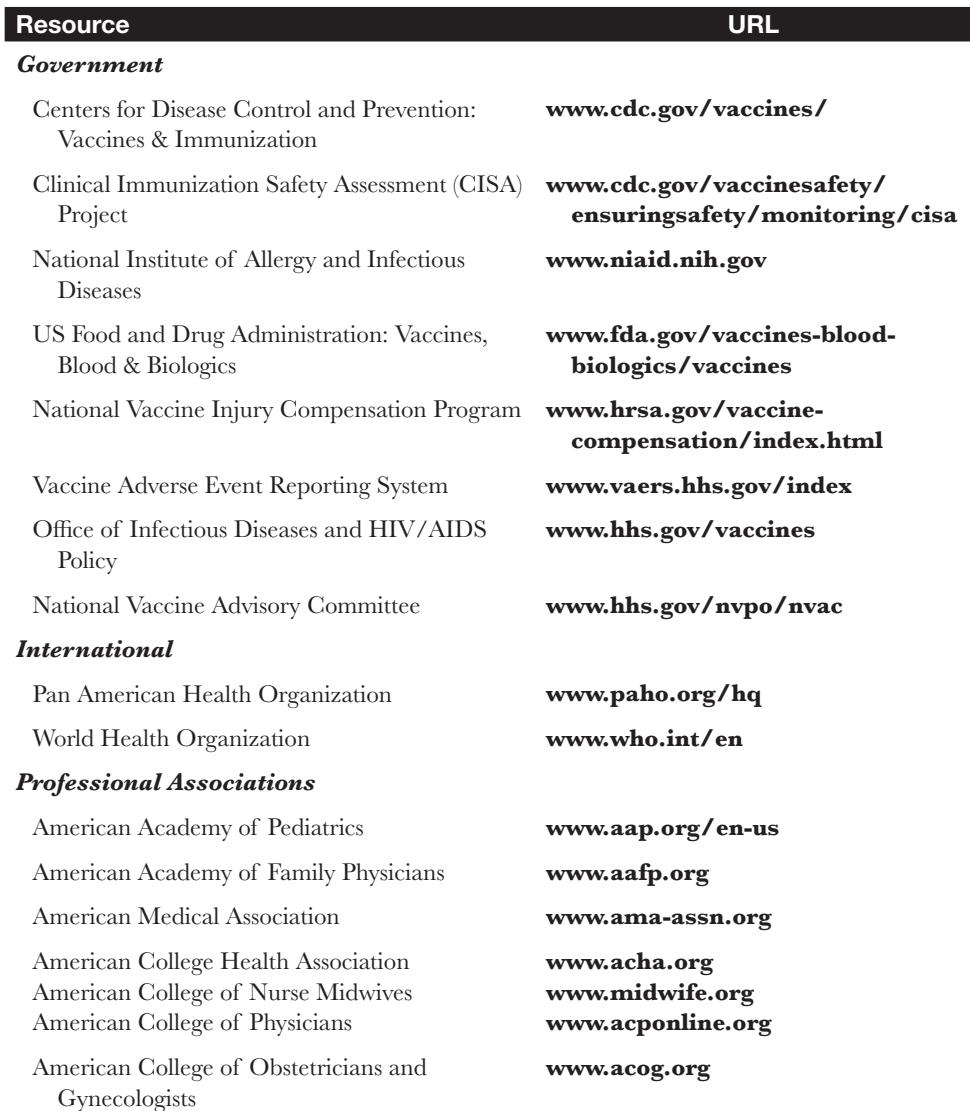 Resource URL
Government
Centers for Disease Control and Prevention: www.cdc.gov/vaccines/
Vaccines & Immunization
Clinical Immunization Safety Assessment (CISA) www.cdc.gov/vaccinesafety/
Project ensuringsafety/monitoring/cisa
National Institute of Allergy and Infectious www.niaid.nih.gov
Diseases
US Food and Drug Administration: Vaccines, www.fda.gov/vaccines-blood-
Blood & Biologics biologics/vaccines
National Vaccine Injury Compensation Program www.hrsa.gov/vaccine-
compensation/index.html
Vaccine Adverse Event Reporting System www.vaers.hhs.gov/index
Office of Infectious Diseases and HIV/AIDS www.hhs.gov/vaccines
Policy
National Vaccine Advisory Committee www.hhs.gov/nvpo/nvac
International
Pan American Health Organization www.paho.org/hq
World Health Organization www.who.int/en
Professional Associations
American Academy of Pediatrics www.aap.org/en-us
American Academy of Family Physicians www.aafp.org
American Medical Association www.ama-assn.org
American College Health Association www.acha.org
American College of Nurse Midwives www.midwife.org
American College of Physicians www.acponline.org
American College of Obstetricians and www.acog.org
Gynecologists